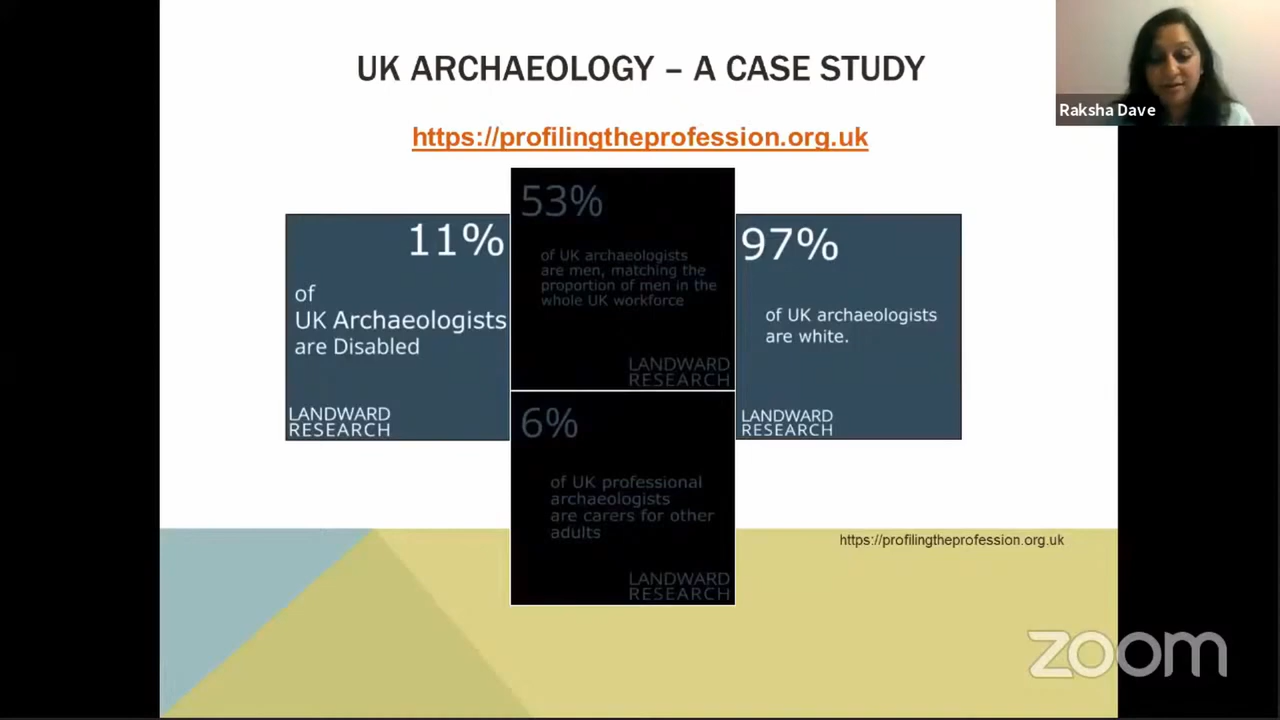 UK ARCHAEOLOGY – A CASE STUDY
Raksha Dave
https://profilingtheprofession.org.uk
11%
of
UK Archaeologists
are Disabled
LANDWARD
RESEARCH
53%
of UK archaeologists
are men, matching the
proportion of men in the
whole UK workforce
LANDWARD
RESEARCH
97%
of UK archaeologists
are white.
LANDWARD
RESEARCH
6%
of UK professional
archaeologists
are carers for other
adults
LANDWARD
RESEARCH
https://profilingtheprofession.org.uk
zoom